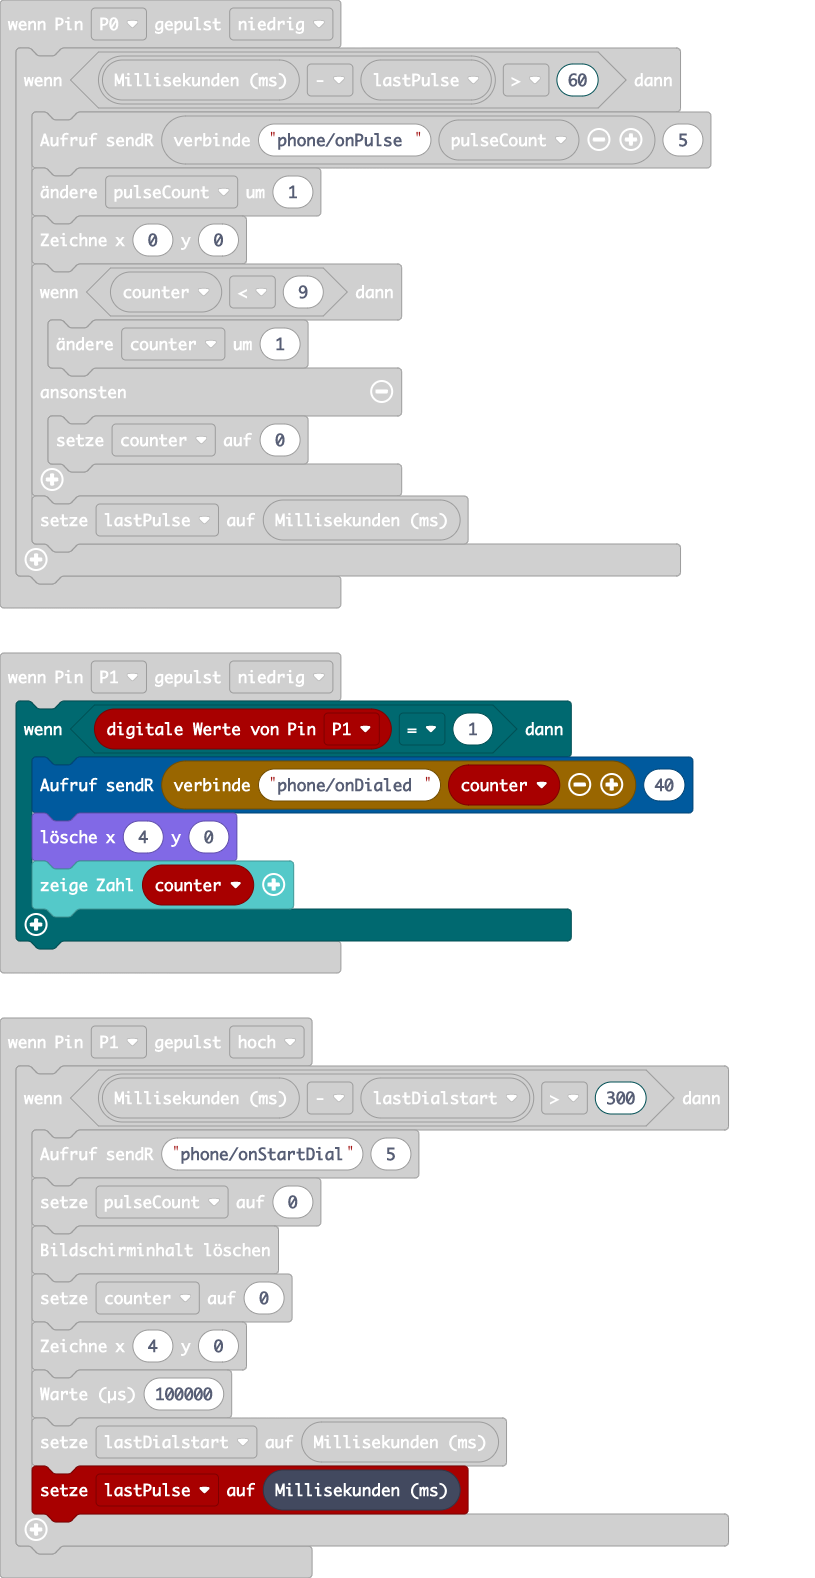 wenn Pin P0 gepulst niedrig
wenn Millisekunden (ms) - lastPulse > 60 dann
Aufruf sendR verbinde "phone/onPulse " pulseCount 5
ändere pulseCount um 1
Zeichne x 0 y 0
wenn counter < 9 dann
ändere counter um 1
ansonsten
setze counter auf 0
setze lastPulse auf Millisekunden (ms)
wenn Pin P1 gepulst niedrig
wenn digitale Werte von Pin P1 = 1 dann
Aufruf sendR verbinde "phone/onDialed " counter 40
lösche x 4 y 0
zeige Zahl counter
wenn Pin P1 gepulst hoch
wenn Millisekunden (ms) - lastDialstart > 300 dann
Aufruf sendR "phone/onStartDial" 5
setze pulseCount auf 0
Bildschirminhalt löschen
setze counter auf 0
Zeichne x 4 y 0
Warte (µs) 100000
setze lastDialstart auf Millisekunden (ms)
setze lastPulse auf Millisekunden (ms)